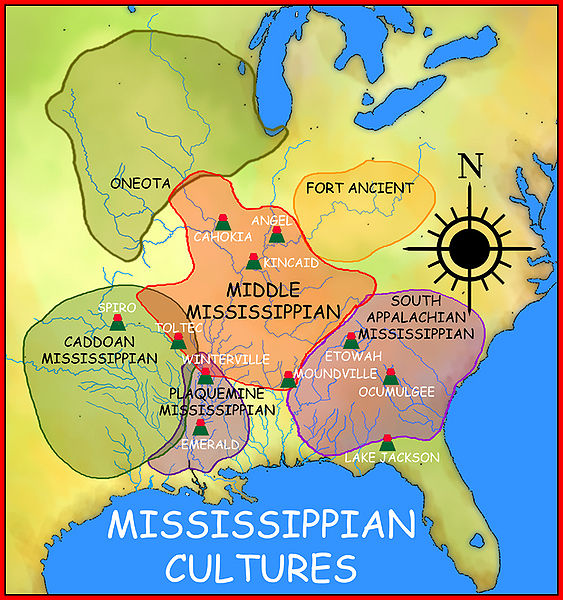 ONEOTA
FORT ANCIENT
N
ANGEL
CAHOKIA
KINCAID
MIDDLE
MISSISSIPPIAN
SOUTH
APPALACHIAN
MISSISSIPPIAN
SPIRO
TOLTEC
CADDOAN
MISSISSIPPIAN
WINTERVILLE
ETOWAH
MOUNDVILLE
PLAQUEMINE
MISSISSIPPIAN
OCUMULGEE
EMERALD
LAKE JACKSON
MISSISSIPPIAN
CULTURES